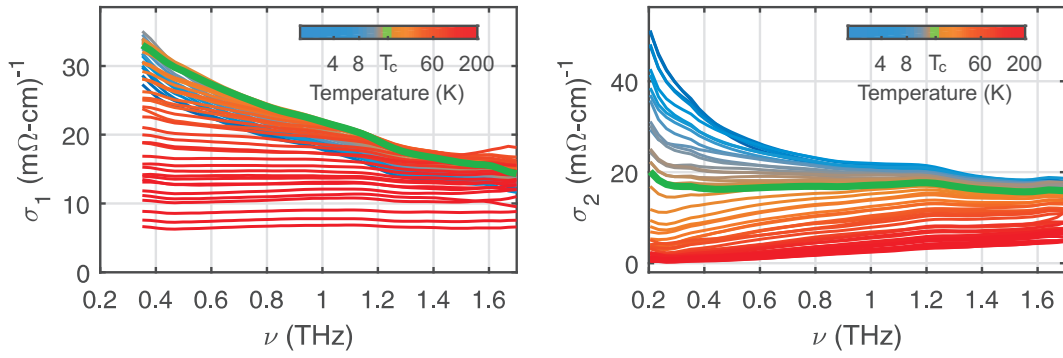 30
20
10
0
σ1 (mΩ-cm)-1
0.2 0.4 0.6 0.8 1 1.2 1.4 1.6
ν (THz)
4 8 Tc 60 200
Temperature (K)
40
20
0
σ2 (mΩ-cm)-1
0.2 0.4 0.6 0.8 1 1.2 1.4 1.6
ν (THz)
4 8 Tc 60 200
Temperature (K)